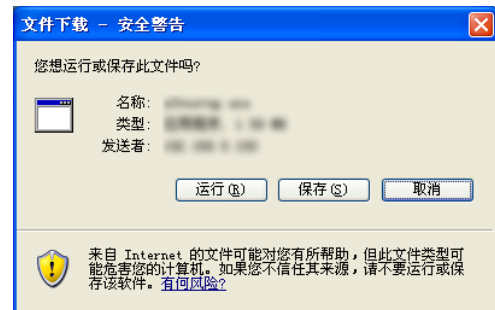 文件下载 - 安全警告
您想运行或保存此文件吗?
名称:
类型:
发送者:
运行(R) 保存(S) 取消
来自 Internet 的文件可能对您有所帮助，但此文件类型可
能危害您的计算机。如果您不信任其来源，请不要运行或保
存该软件。有何风险?